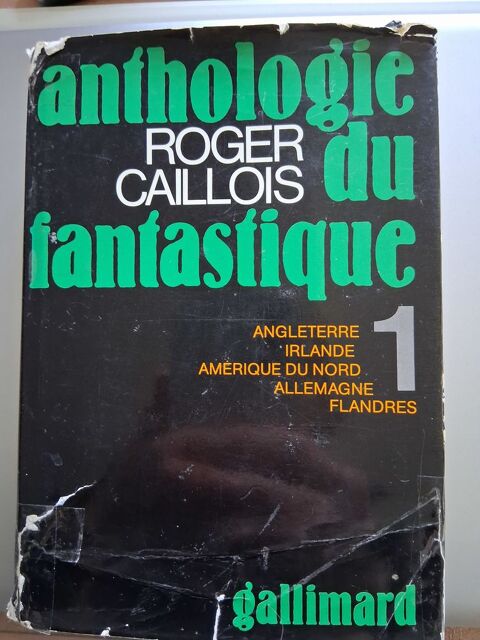 anthologie
ROGER
CAILLOIS
du
fantastique
1
ANGLETERRE
IRLANDE
AMÉRIQUE DU NORD
ALLEMAGNE
FLANDRES
gallimard